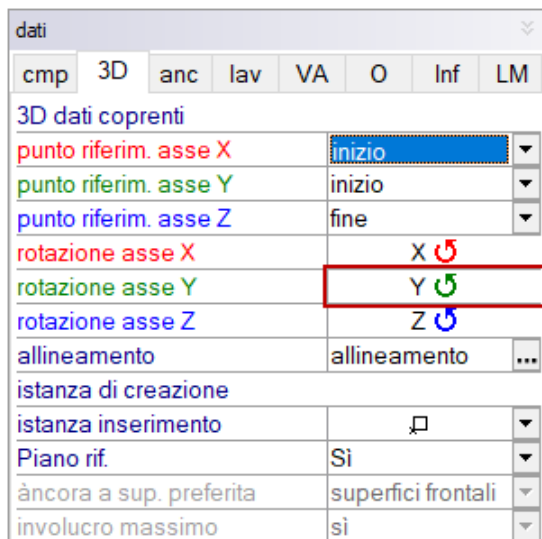 dati
cmp 3D anc lav VA O Inf LM
3D dati coprenti
punto riferim. asse X inizio
punto riferim. asse Y inizio
punto riferim. asse Z fine
rotazione asse X X
rotazione asse Y Y
rotazione asse Z Z
allineamento allineamento ...
istanza di creazione
istanza inserimento
Piano rif. Sì
àncora a sup. preferita superfici frontali
involucro massimo sì